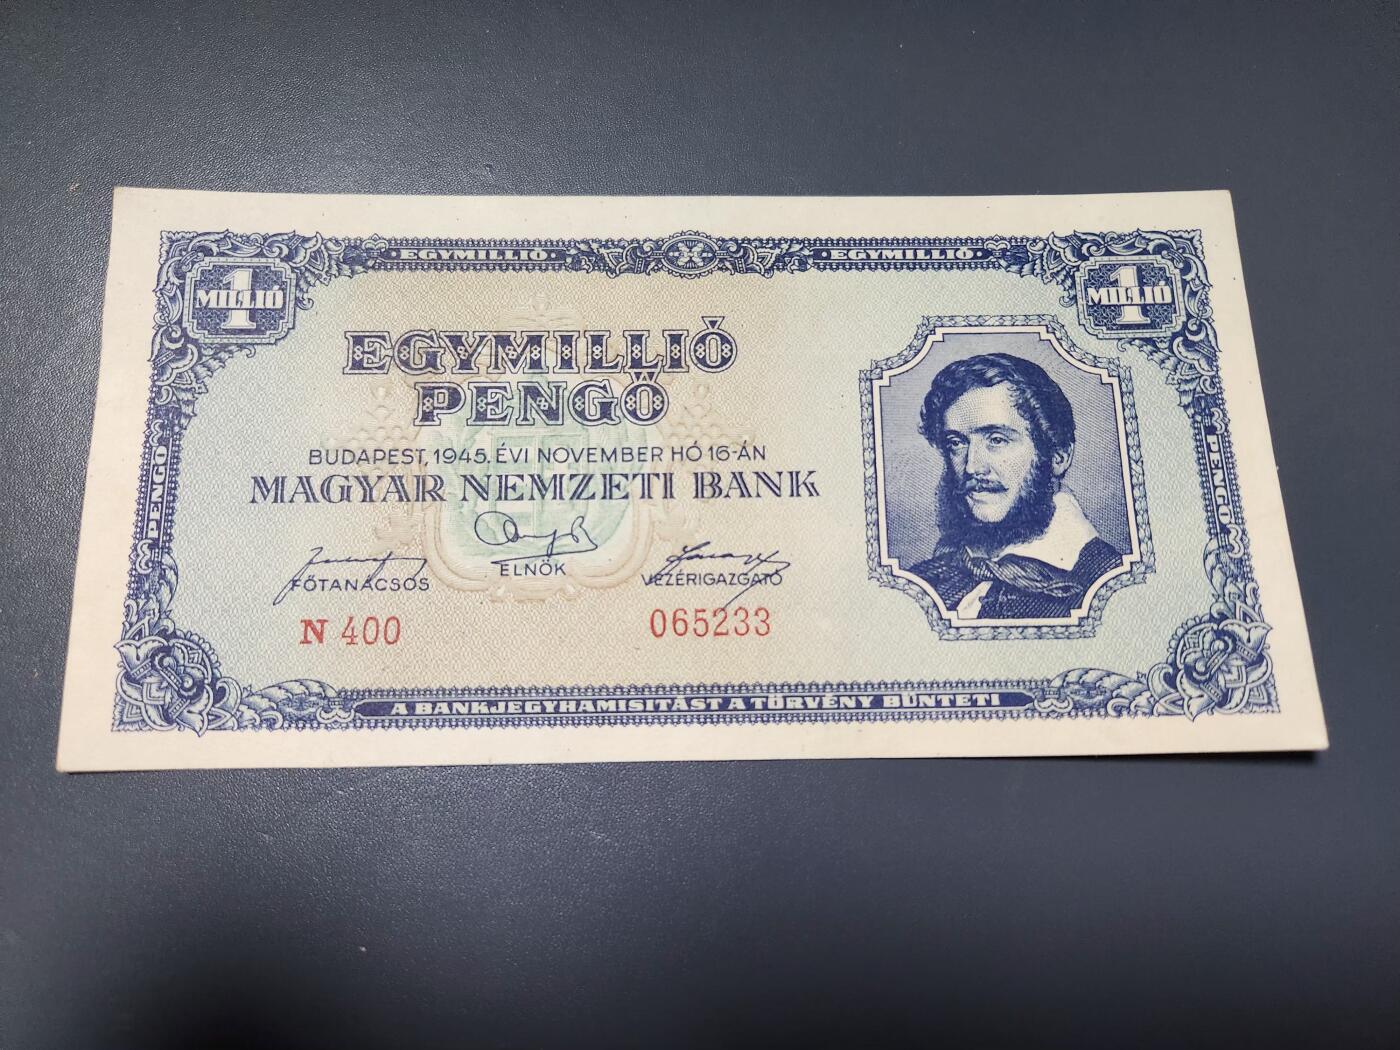 ·EGYMILLIÓ· ·EGYMILLIÓ·
1 MILLIÓ
1 MILLIÓ
EGYMILLIÓ
PENGŐ
BUDAPEST, 1945. ÉVI NOVEMBER HÓ 16-ÁN
MAGYAR NEMZETI BANK
FŐTANÁCSOS
ELNÖK
VEZÉRIGAZGATÓ
N 400
065233
PENGŐ
PENGŐ
A BANKJEGYHAMISITÁST A TÖRVÉNY BÜNTETI